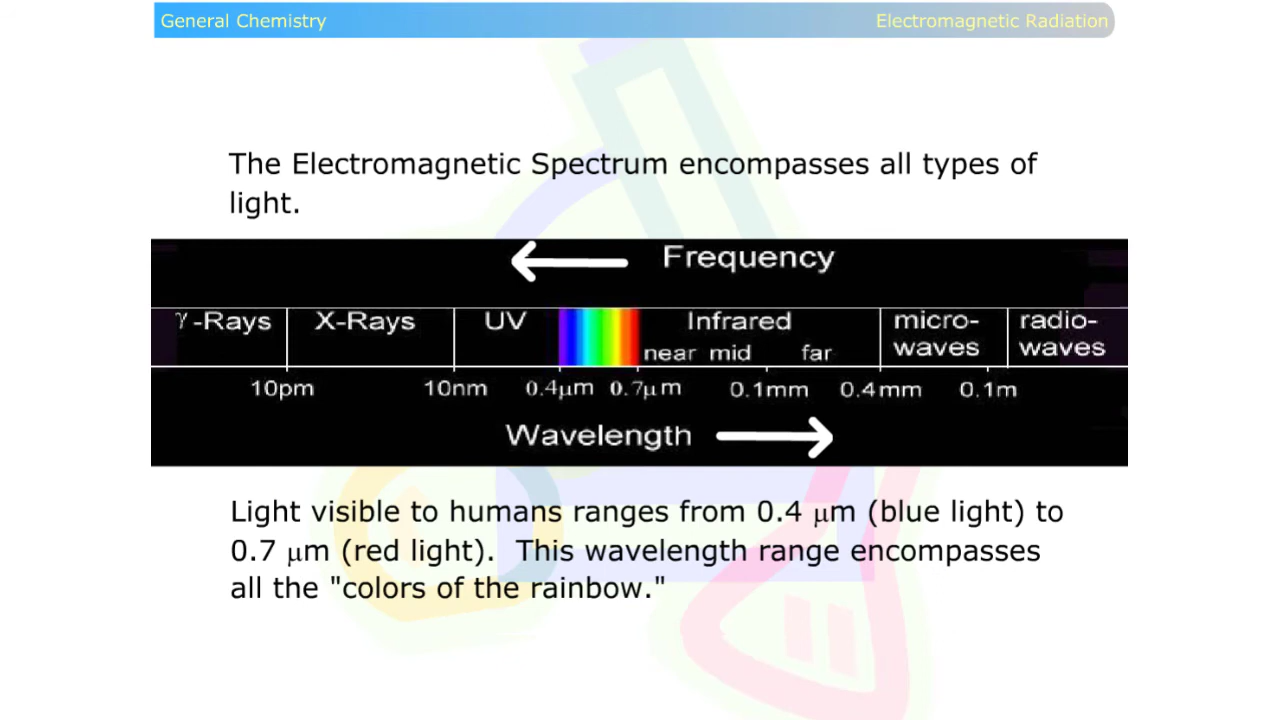 General Chemistry
Electromagnetic Radiation
The Electromagnetic Spectrum encompasses all types of
light.
Frequency
γ-Rays X-Rays UV Infrared micro- radio-
near mid far waves waves
10pm 10nm 0.4μm 0.7μm 0.1mm 0.4mm 0.1m
Wavelength
Light visible to humans ranges from 0.4 μm (blue light) to
0.7 μm (red light). This wavelength range encompasses
all the "colors of the rainbow."